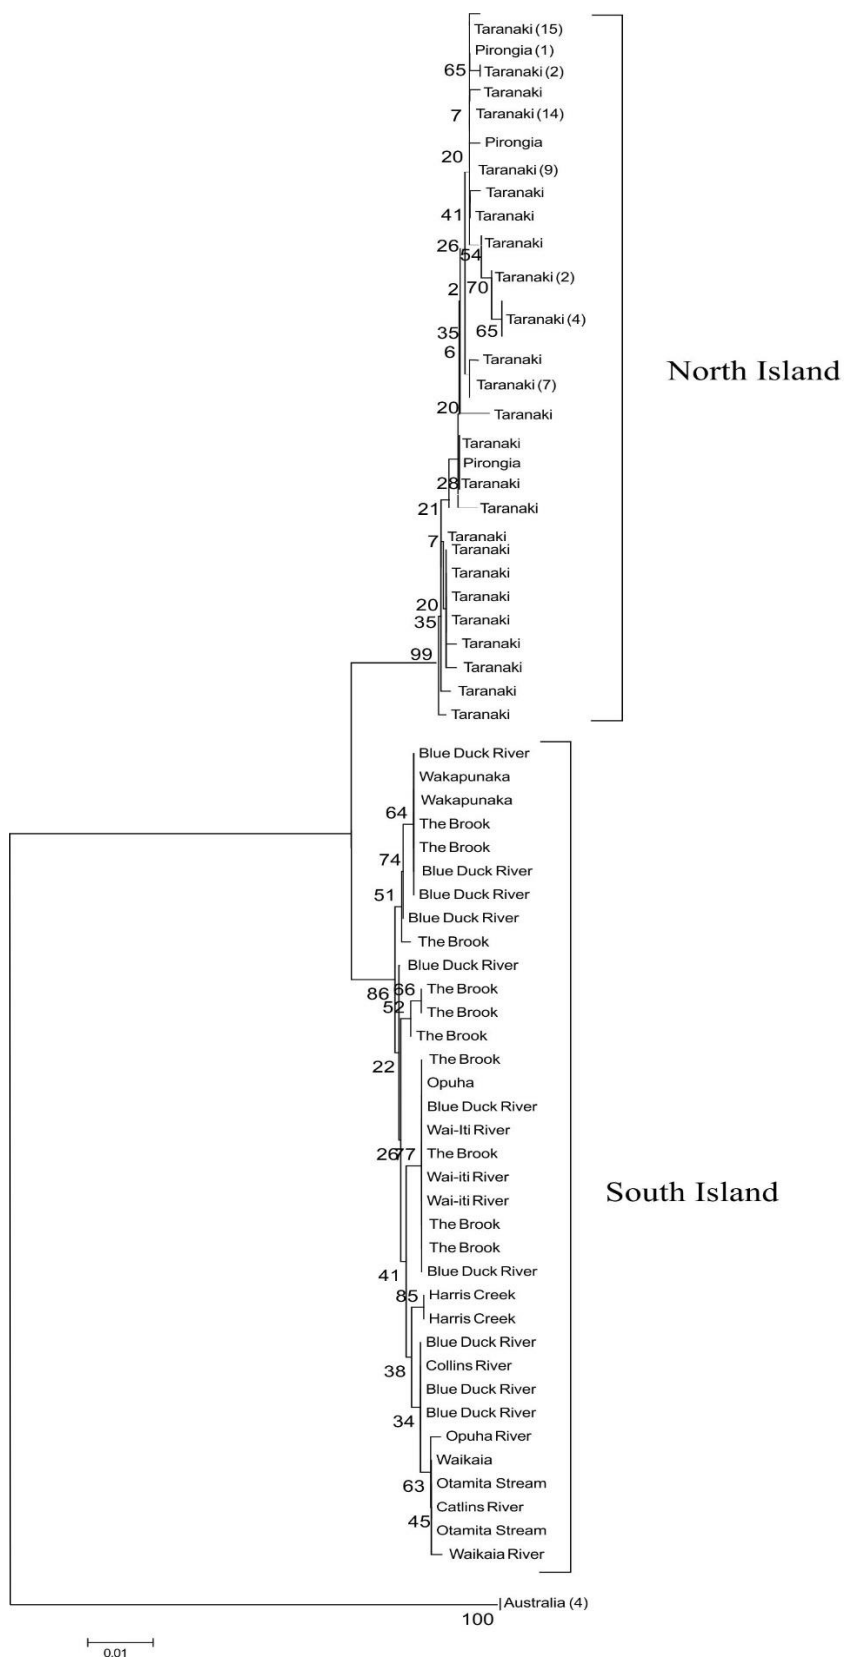 Taranaki (15)
Pirongia (1)
65
Taranaki (2)
Taranaki
7
Taranaki (14)
Pirongia
20
Taranaki (9)
Taranaki
41
Taranaki
26
Taranaki
54
Taranaki (2)
2
70
Taranaki (4)
35
65
6
Taranaki
North Island
Taranaki (7)
20
Taranaki
Taranaki
Pirongia
28
Taranaki
21
Taranaki
7
Taranaki
Taranaki
Taranaki
Taranaki
20
35
Taranaki
Taranaki
99
Taranaki
Taranaki
Taranaki
Blue Duck River
Wakapunaka
Wakapunaka
64
The Brook
The Brook
74
Blue Duck River
51
Blue Duck River
Blue Duck River
The Brook
Blue Duck River
86
66
The Brook
52
The Brook
The Brook
22
The Brook
Opuha
Blue Duck River
Wai-Iti River
26
77
The Brook
Wai-iti River
South Island
Wai-iti River
The Brook
The Brook
41
Blue Duck River
85
Harris Creek
Harris Creek
Blue Duck River
38
Collins River
Blue Duck River
34
Blue Duck River
Opuha River
Waikaia
63
Otamita Stream
Catlins River
45
Otamita Stream
Waikaia River
Australia (4)
100
0.01